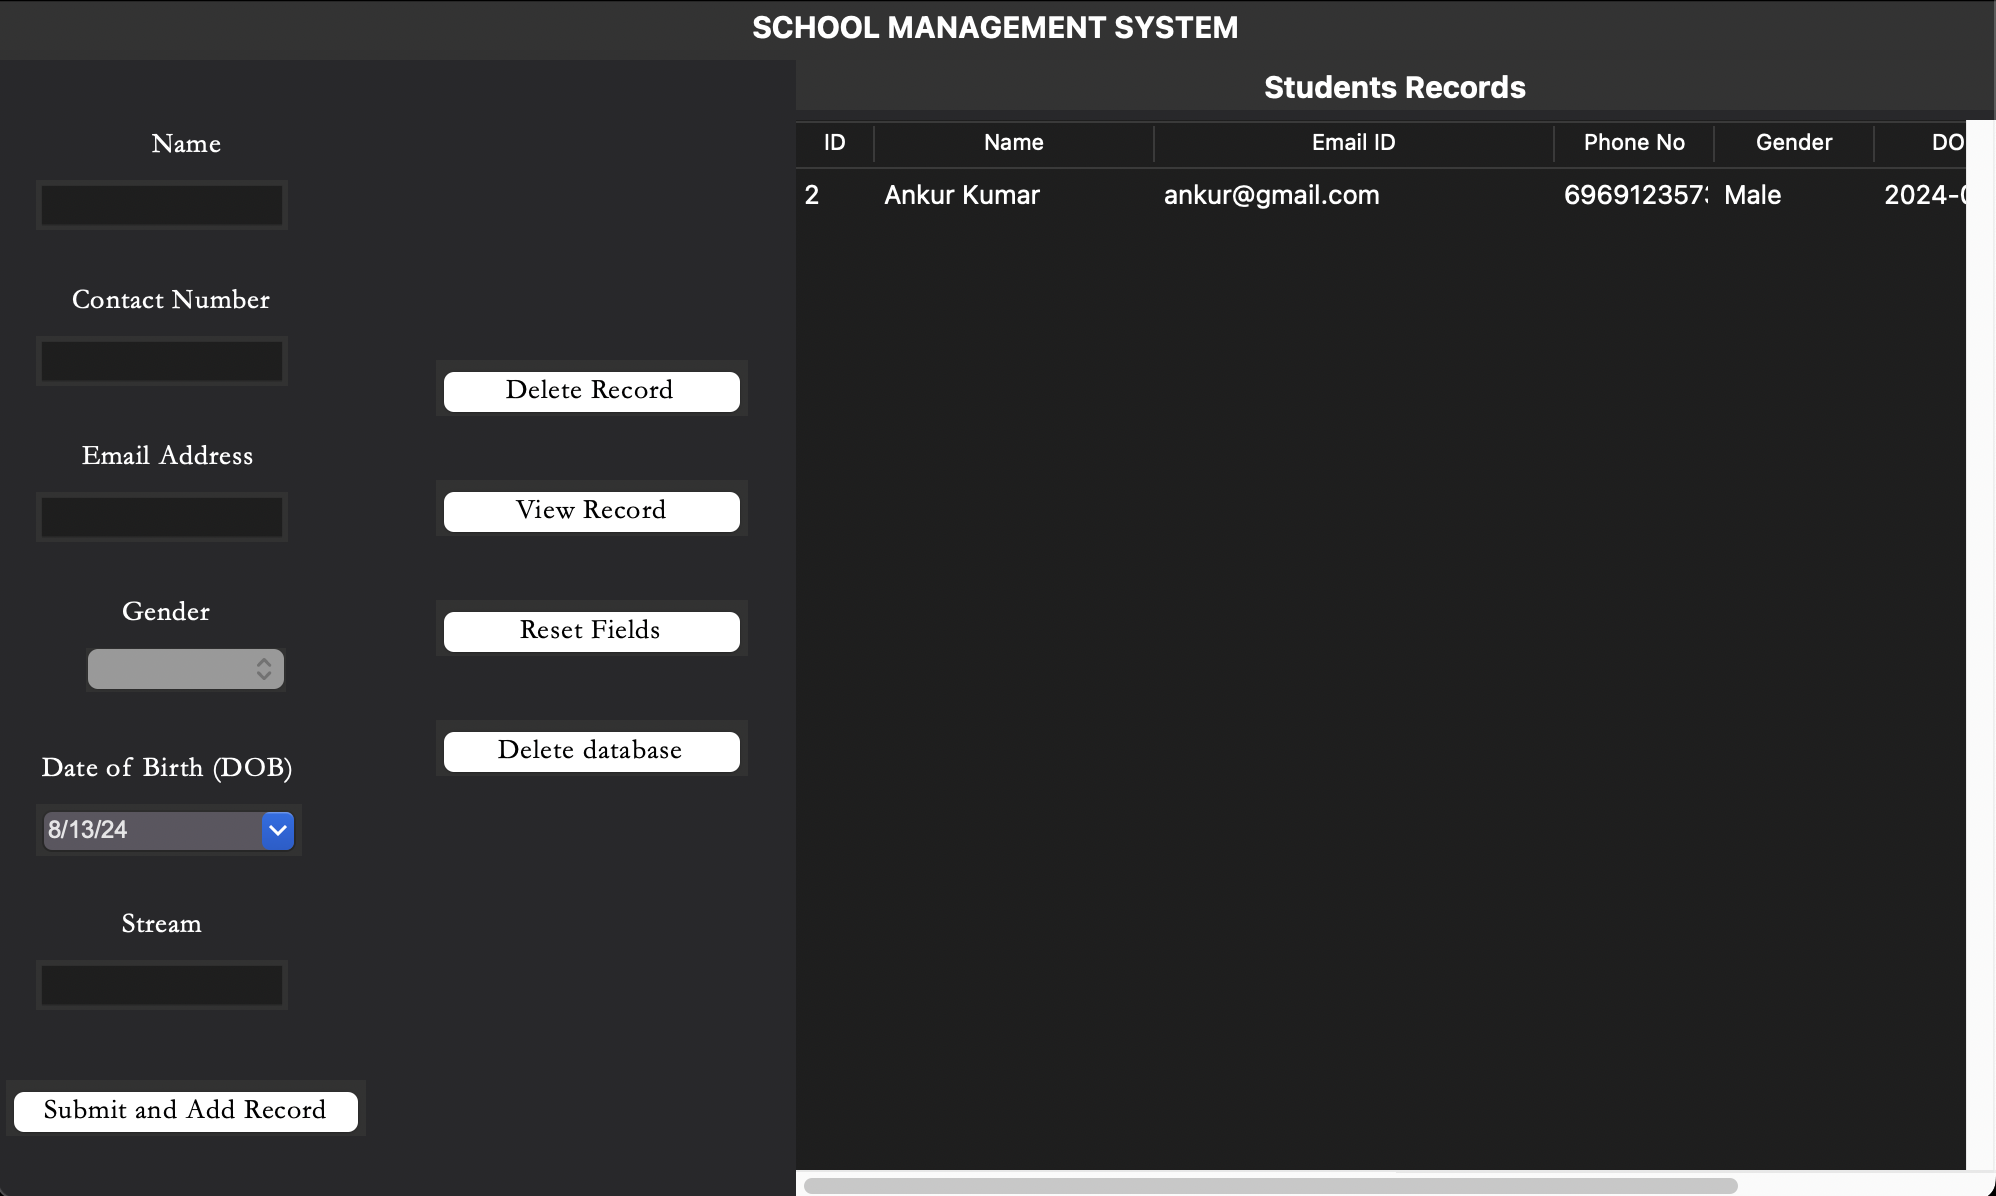 SCHOOL MANAGEMENT SYSTEM
Name
Contact Number
Email Address
Gender
Date of Birth (DOB)
8/13/24
Stream
Submit and Add Record
Delete Record
View Record
Reset Fields
Delete database
Students Records
ID Name Email ID Phone No Gender DO
2 Ankur Kumar ankur@gmail.com 696912357 Male 2024-